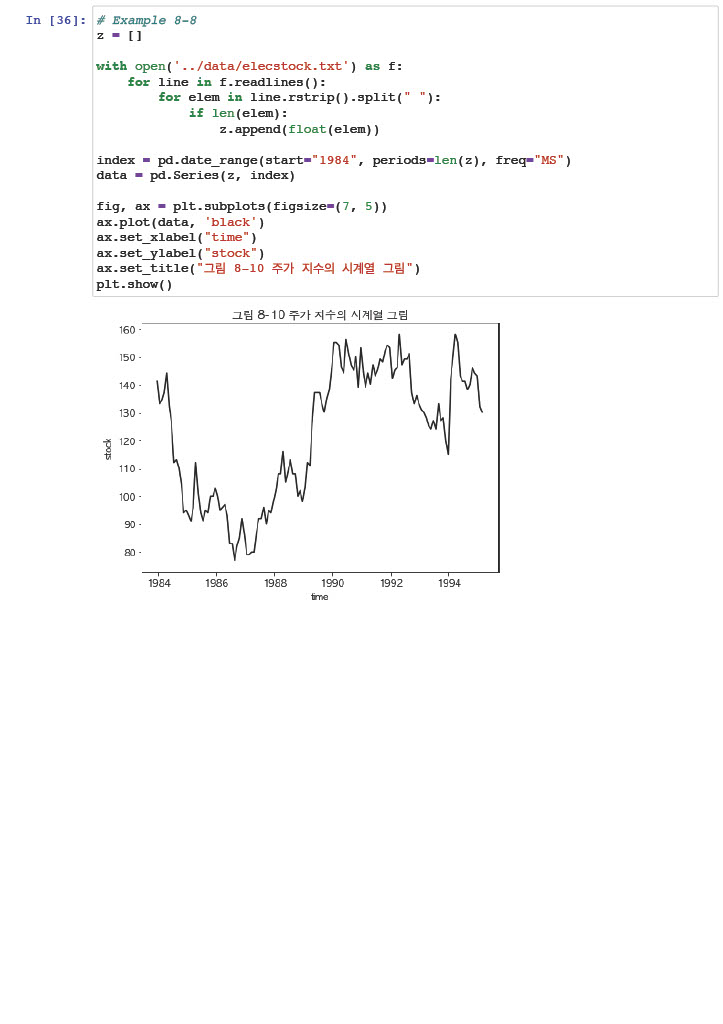 In [36]: # Example 8-8
z = []
with open('../data/elecstock.txt') as f:
    for line in f.readlines():
        for elem in line.rstrip().split(" "):
            if len(elem):
                z.append(float(elem))
index = pd.date_range(start="1984", periods=len(z), freq="MS")
data = pd.Series(z, index)
fig, ax = plt.subplots(figsize=(7, 5))
ax.plot(data, 'black')
ax.set_xlabel("time")
ax.set_ylabel("stock")
ax.set_title("그림 8-10 주가 지수의 시계열 그림")
plt.show()
그림 8-10 주가 지수의 시계열 그림
160
150
140
130
120
110
100
90
80
stock
1984 1986 1988 1990 1992 1994
time